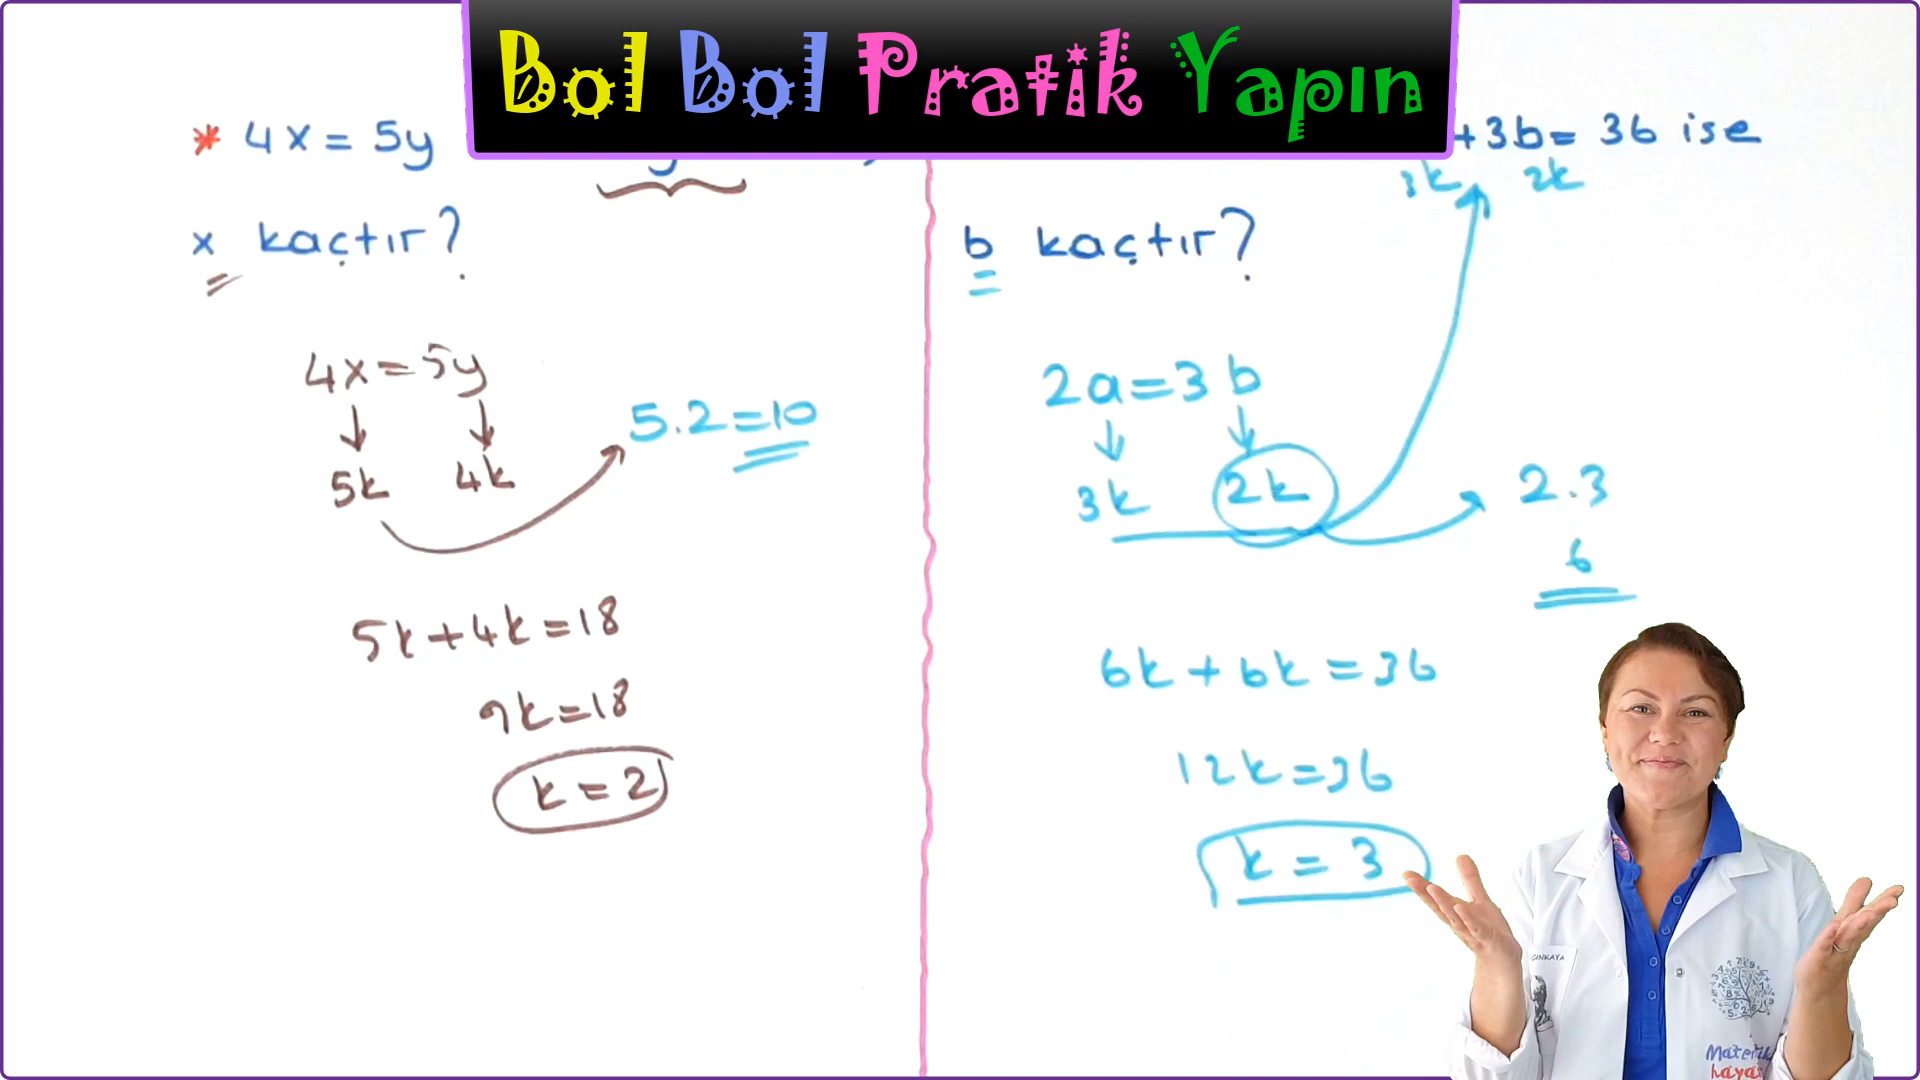 Bol Bol Pratik Yapın
* 4x = 5y
x kaçtır?
4x = 5y
5k 4k
5.2 = 10
5k + 4k = 18
9k = 18
k = 2
+ 3b = 36 ise
3k 2k
b kaçtır?
2a = 3b
3k 2k
2.3
6
6k + 6k = 36
12k = 36
k = 3